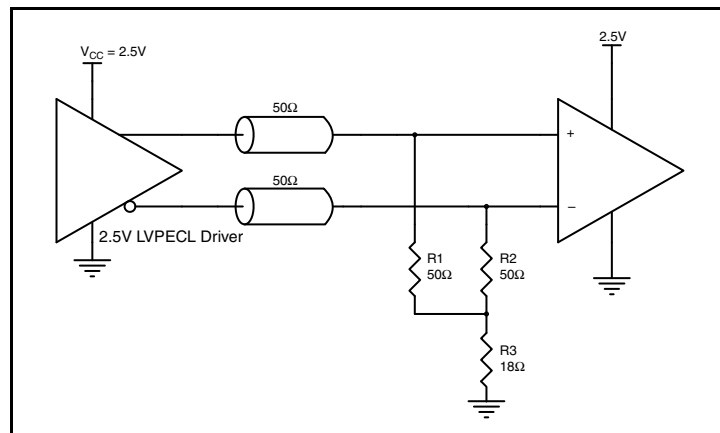 V_CC = 2.5V
2.5V
50Ω
+
50Ω
–
2.5V LVPECL Driver
R1
50Ω
R2
50Ω
R3
18Ω